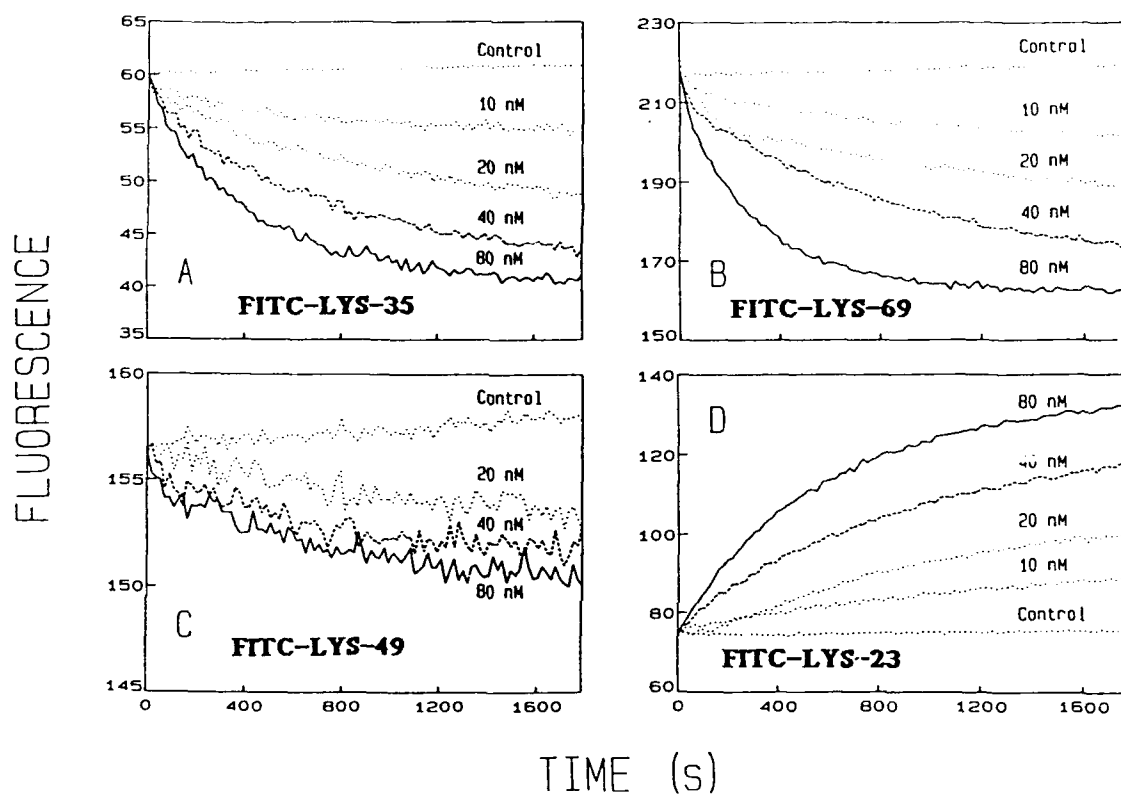 FLUORESCENCE
65
60
55
50
45
40
35
Control
10 nM
20 nM
40 nM
80 nM
A
FITC-LYS-35
230
210
190
170
150
Control
10 nM
20 nM
40 nM
80 nM
B
FITC-LYS-69
160
155
150
145
Control
20 nM
40 nM
80 nM
C
FITC-LYS-49
0
400
800
1200
1600
140
120
100
80
60
D
80 nM
40 nM
20 nM
10 nM
Control
FITC-LYS-23
0
400
800
1200
1600
TIME (s)